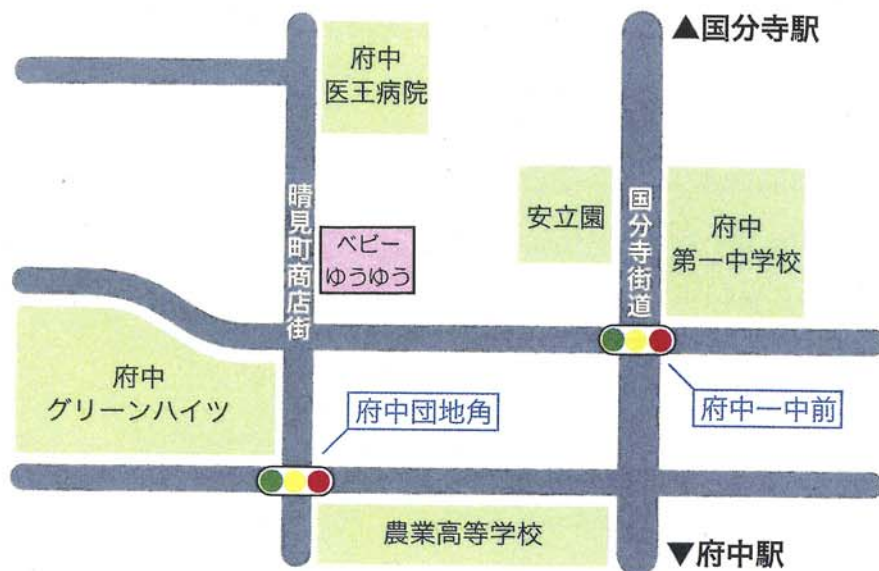 ▲国分寺駅
府中
医王病院
晴見町商店街
ベビー
ゆうゆう
安立園
国分寺街道
府中
第一中学校
府中
グリーンハイツ
府中団地角
府中一中前
農業高等学校
▼府中駅